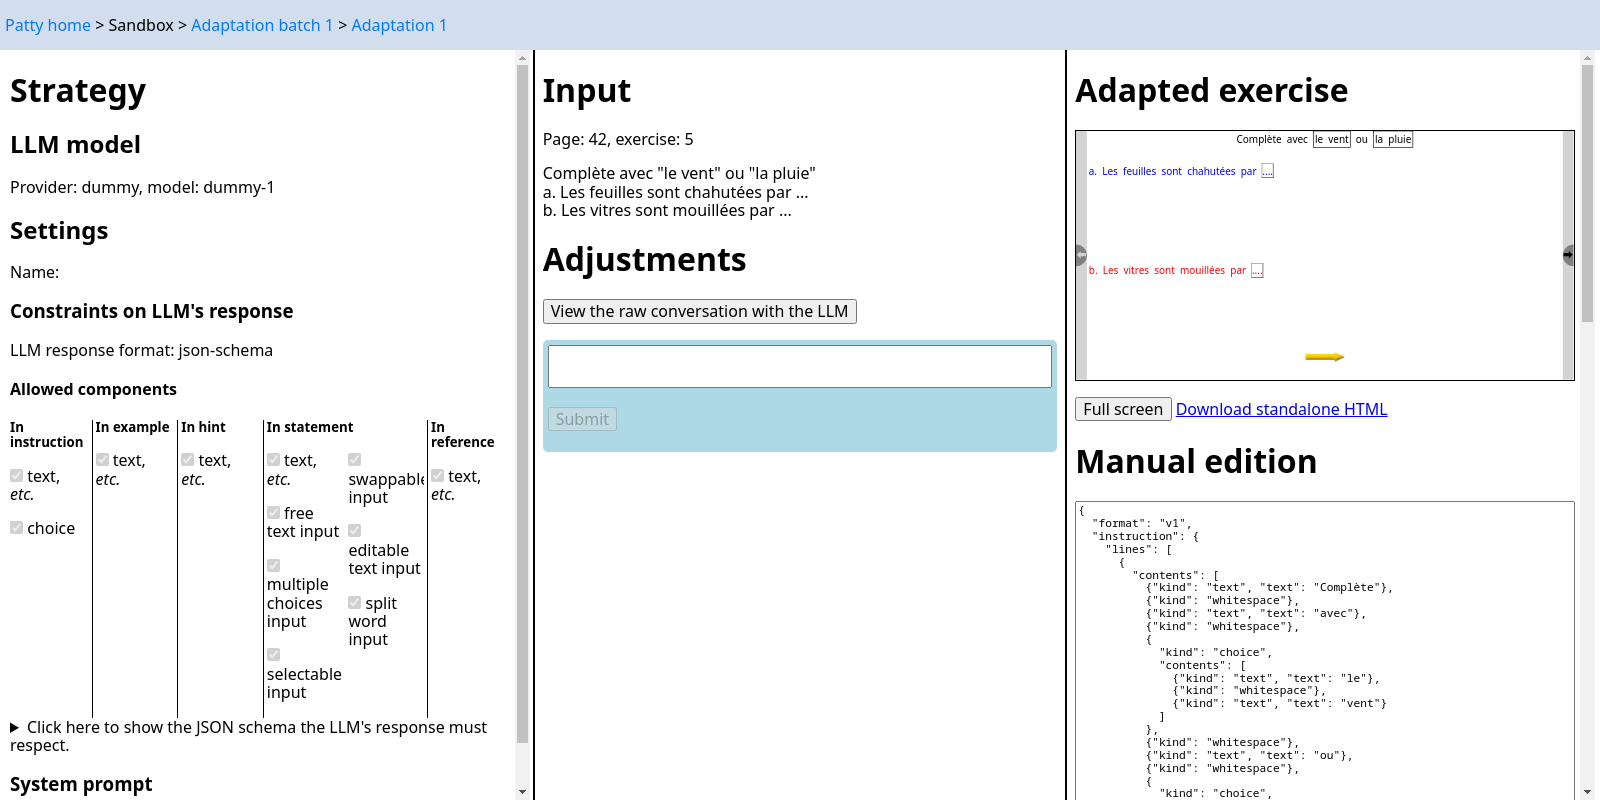 Patty home > Sandbox > Adaptation batch 1 > Adaptation 1
Strategy
LLM model
Provider: dummy, model: dummy-1
Settings
Name:
Constraints on LLM's response
LLM response format: json-schema
Allowed components
In instruction
text, etc.
choice
In example
text, etc.
In hint
text, etc.
In statement
text, etc.
free text input
multiple choices input
selectable input
swappable input
editable text input
split word input
In reference
text, etc.
Click here to show the JSON schema the LLM's response must
respect.
System prompt
Input
Page: 42, exercise: 5
Complète avec "le vent" ou "la pluie"
a. Les feuilles sont chahutées par ...
b. Les vitres sont mouillées par ...
Adjustments
View the raw conversation with the LLM
Submit
Adapted exercise
Complète avec le vent ou la pluie
a. Les feuilles sont chahutées par ....
b. Les vitres sont mouillées par ....
Full screen Download standalone HTML
Manual edition
{
  "format": "v1",
  "instruction": {
    "lines": [
      {
        "contents": [
          {"kind": "text", "text": "Complète"},
          {"kind": "whitespace"},
          {"kind": "text", "text": "avec"},
          {"kind": "whitespace"},
          {
            "kind": "choice",
            "contents": [
              {"kind": "text", "text": "le"},
              {"kind": "whitespace"},
              {"kind": "text", "text": "vent"}
            ]
          },
          {"kind": "whitespace"},
          {"kind": "text", "text": "ou"},
          {"kind": "whitespace"},
          {
            "kind": "choice",